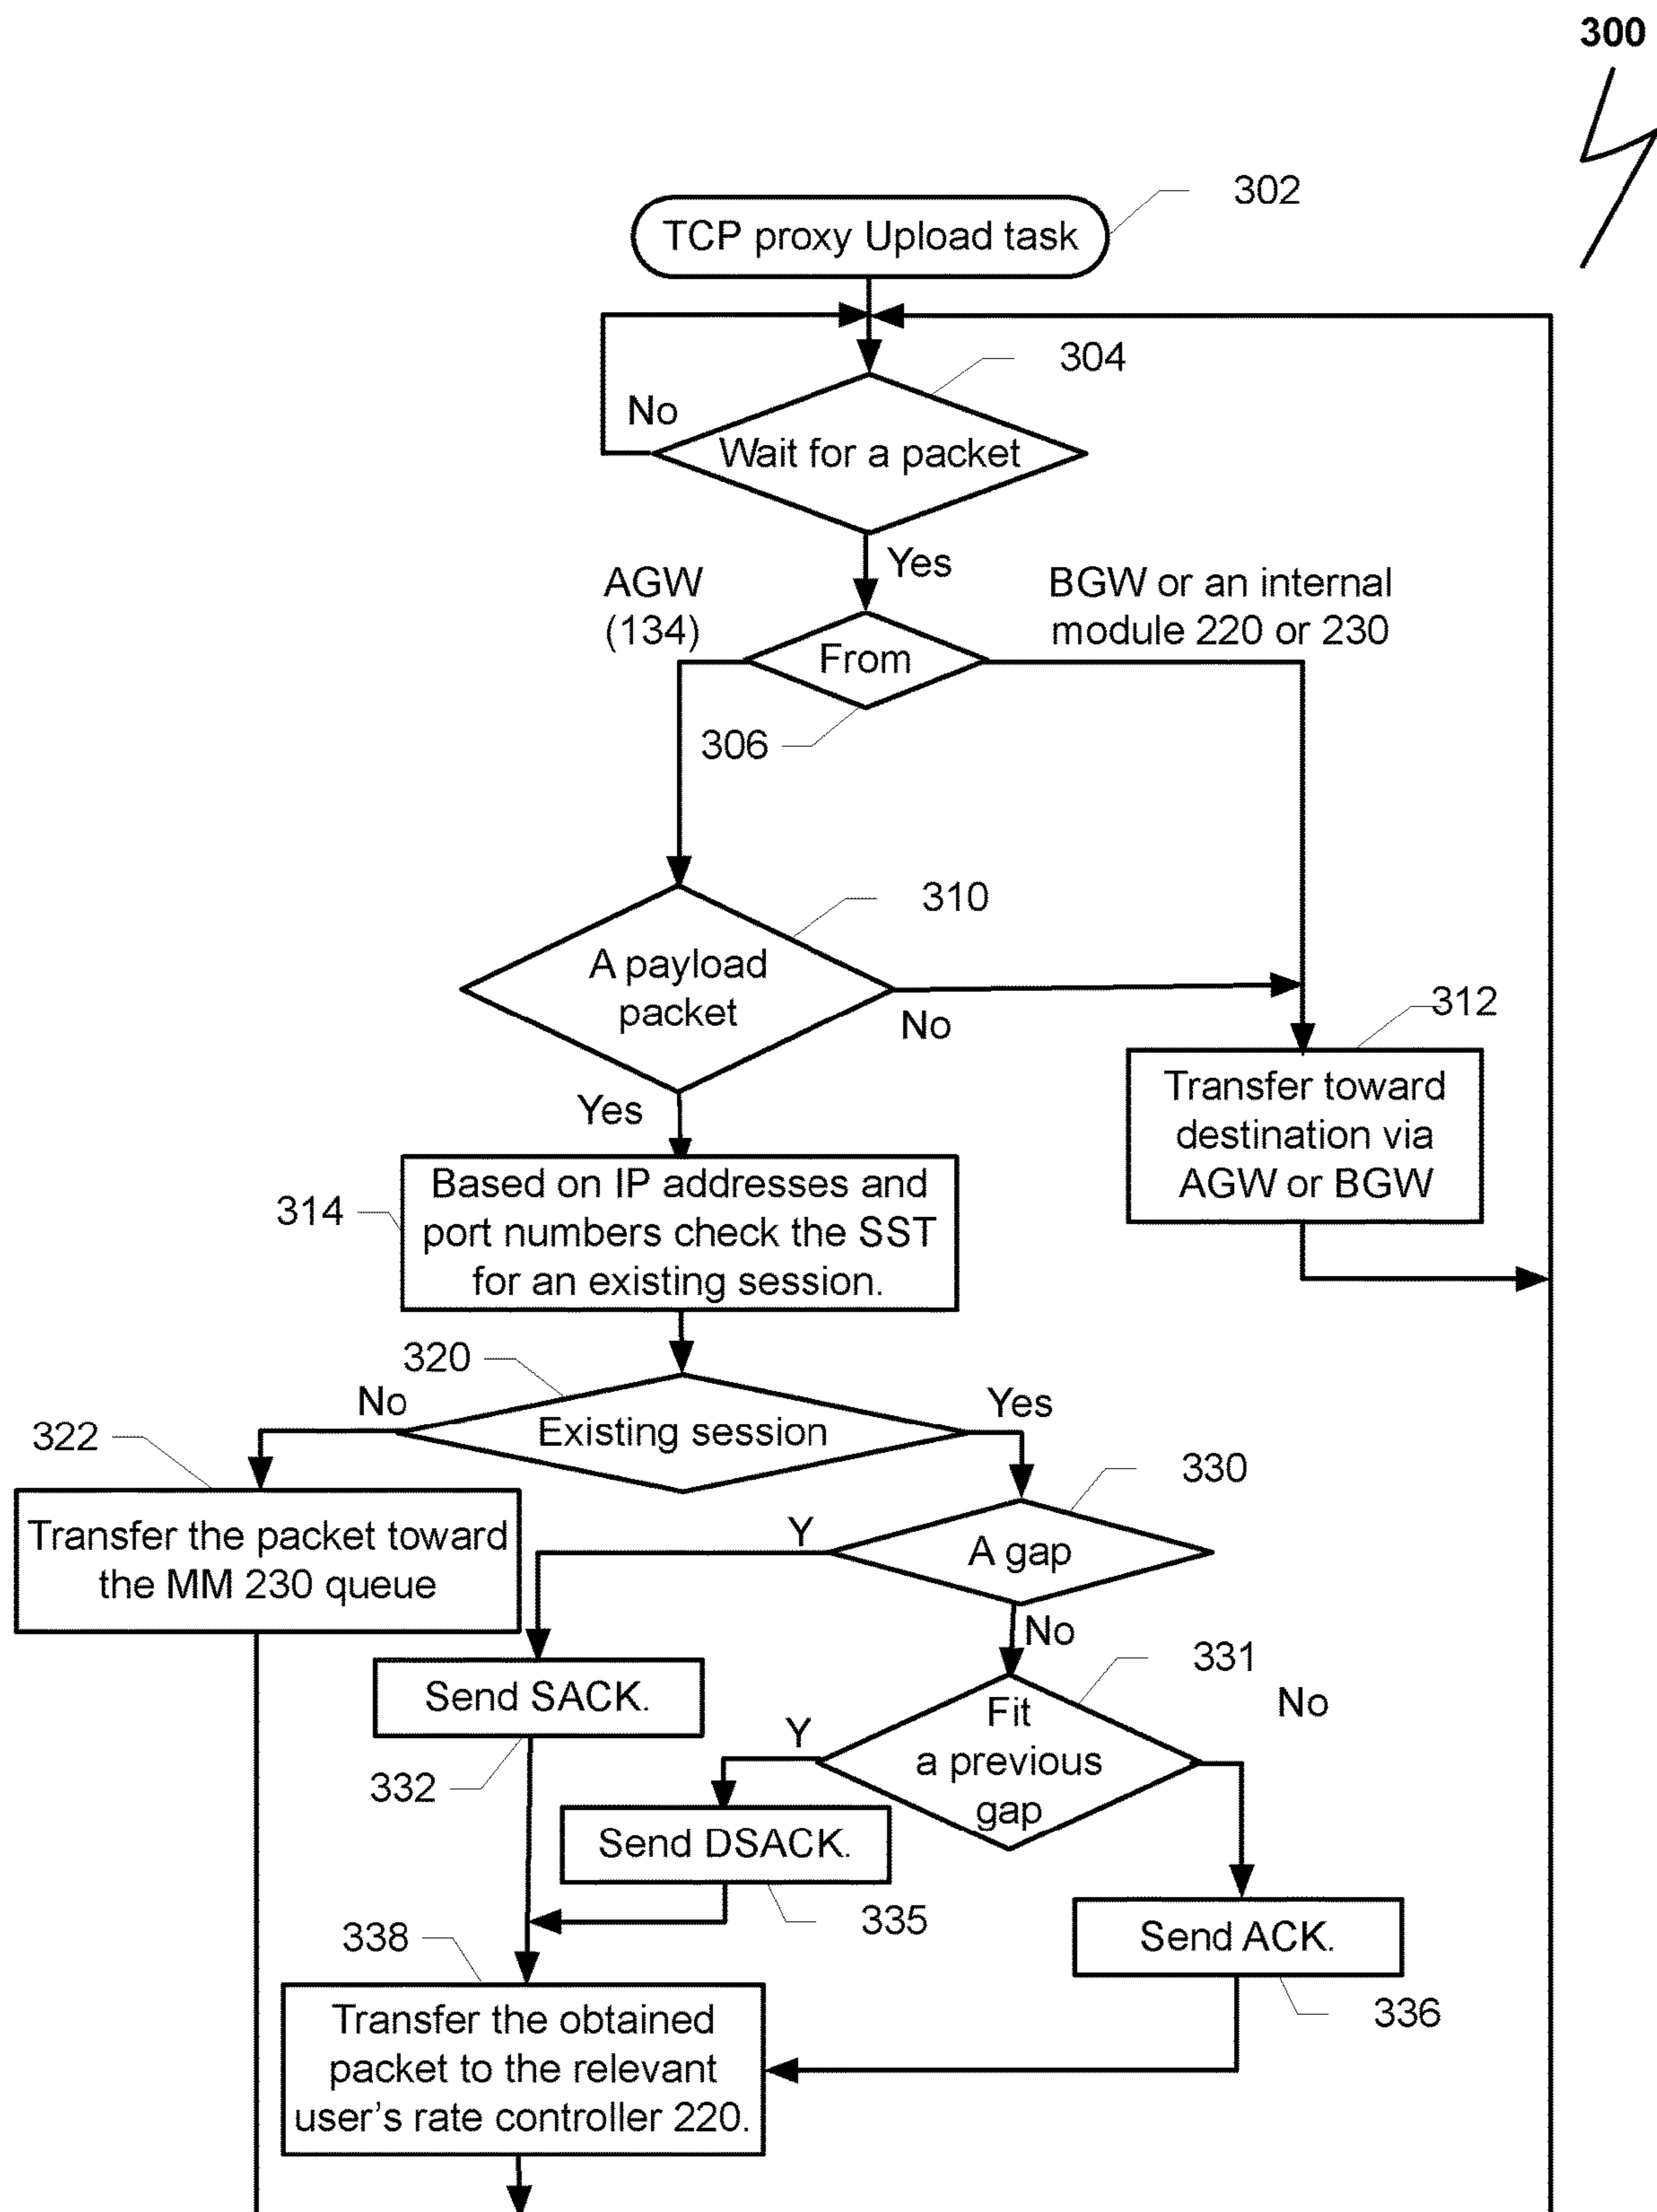 300
302
TCP proxy Upload task
304
No
Wait for a packet
Yes
AGW
(134)
BGW or an internal
module 220 or 230
From
306
310
A payload
packet
No
312
Yes
Transfer toward
destination via
AGW or BGW
314
Based on IP addresses and
port numbers check the SST
for an existing session.
320
No
Yes
Existing session
322
330
Transfer the packet toward
the MM 230 queue
Y
A gap
No
331
No
Send SACK.
332
Y
Fit
a previous
gap
Send DSACK.
335
338
Send ACK.
336
Transfer the obtained
packet to the relevant
user's rate controller 220.